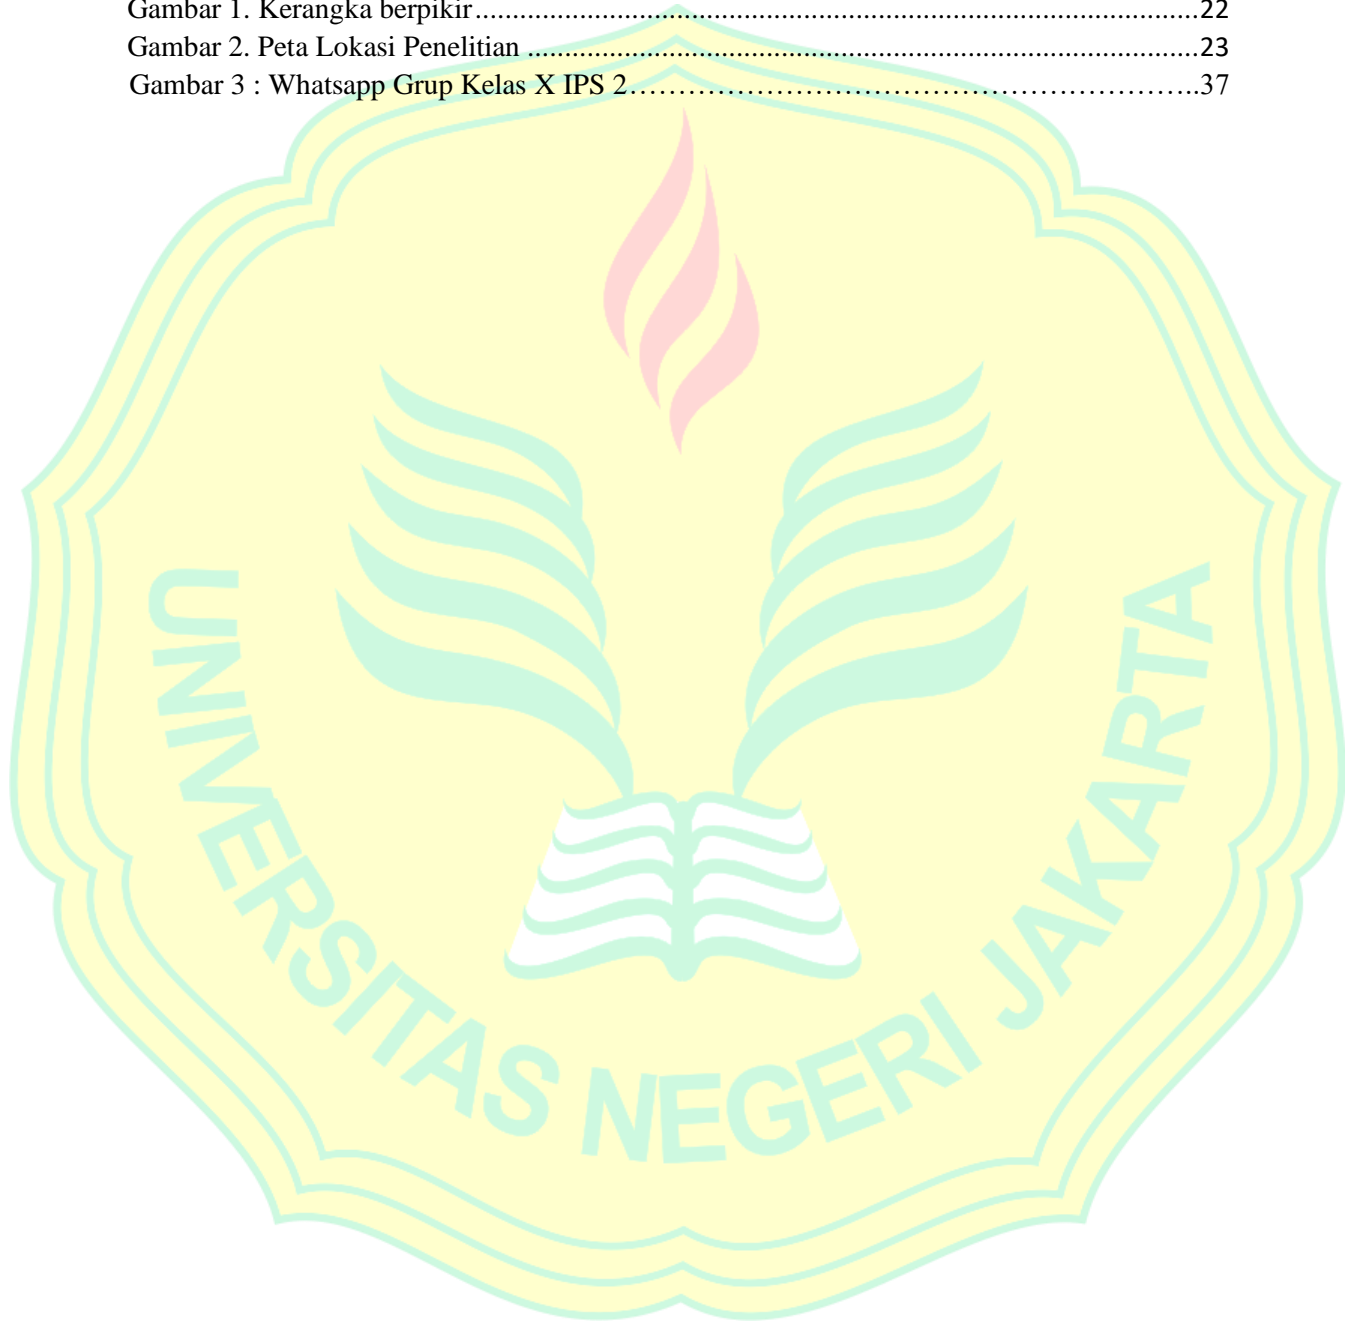 Gambar 1. Kerangka berpikir.......................................................................................................22
Gambar 2. Peta Lokasi Penelitian ................................................................................................23
Gambar 3 : Whatsapp Grup Kelas X IPS 2……………………………………………………..37
UNIVERSITAS NEGERI JAKARTA